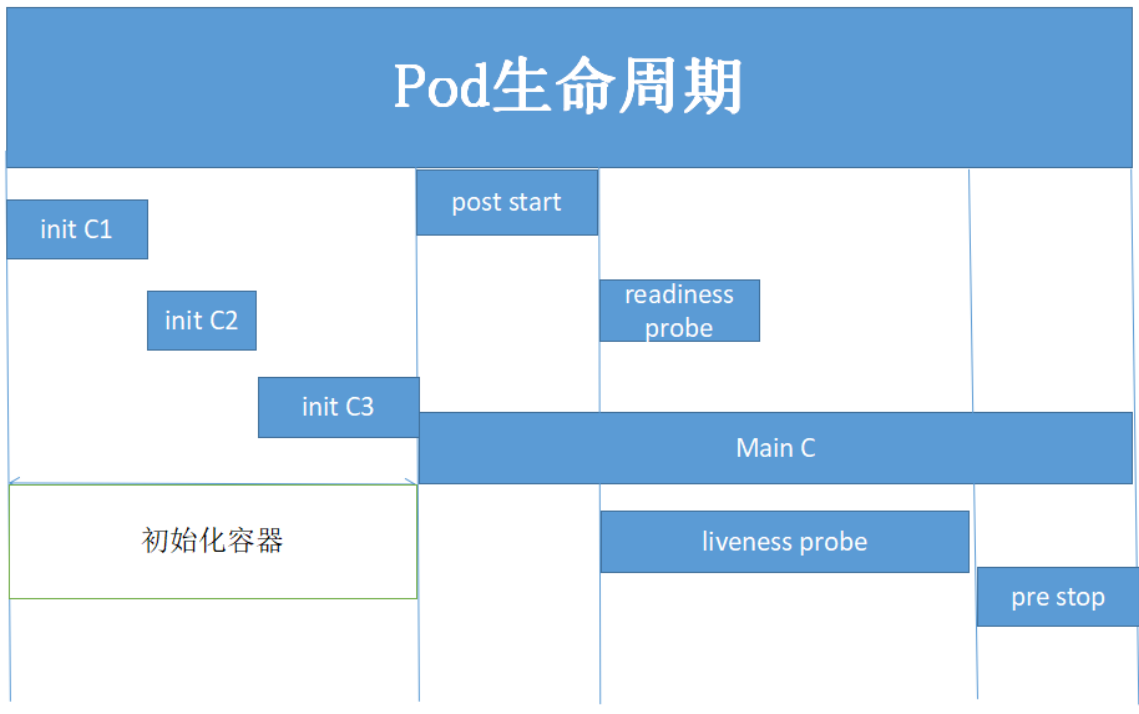 Pod生命周期
post start
init C1
readiness
probe
init C2
init C3
Main C
初始化容器
liveness probe
pre stop